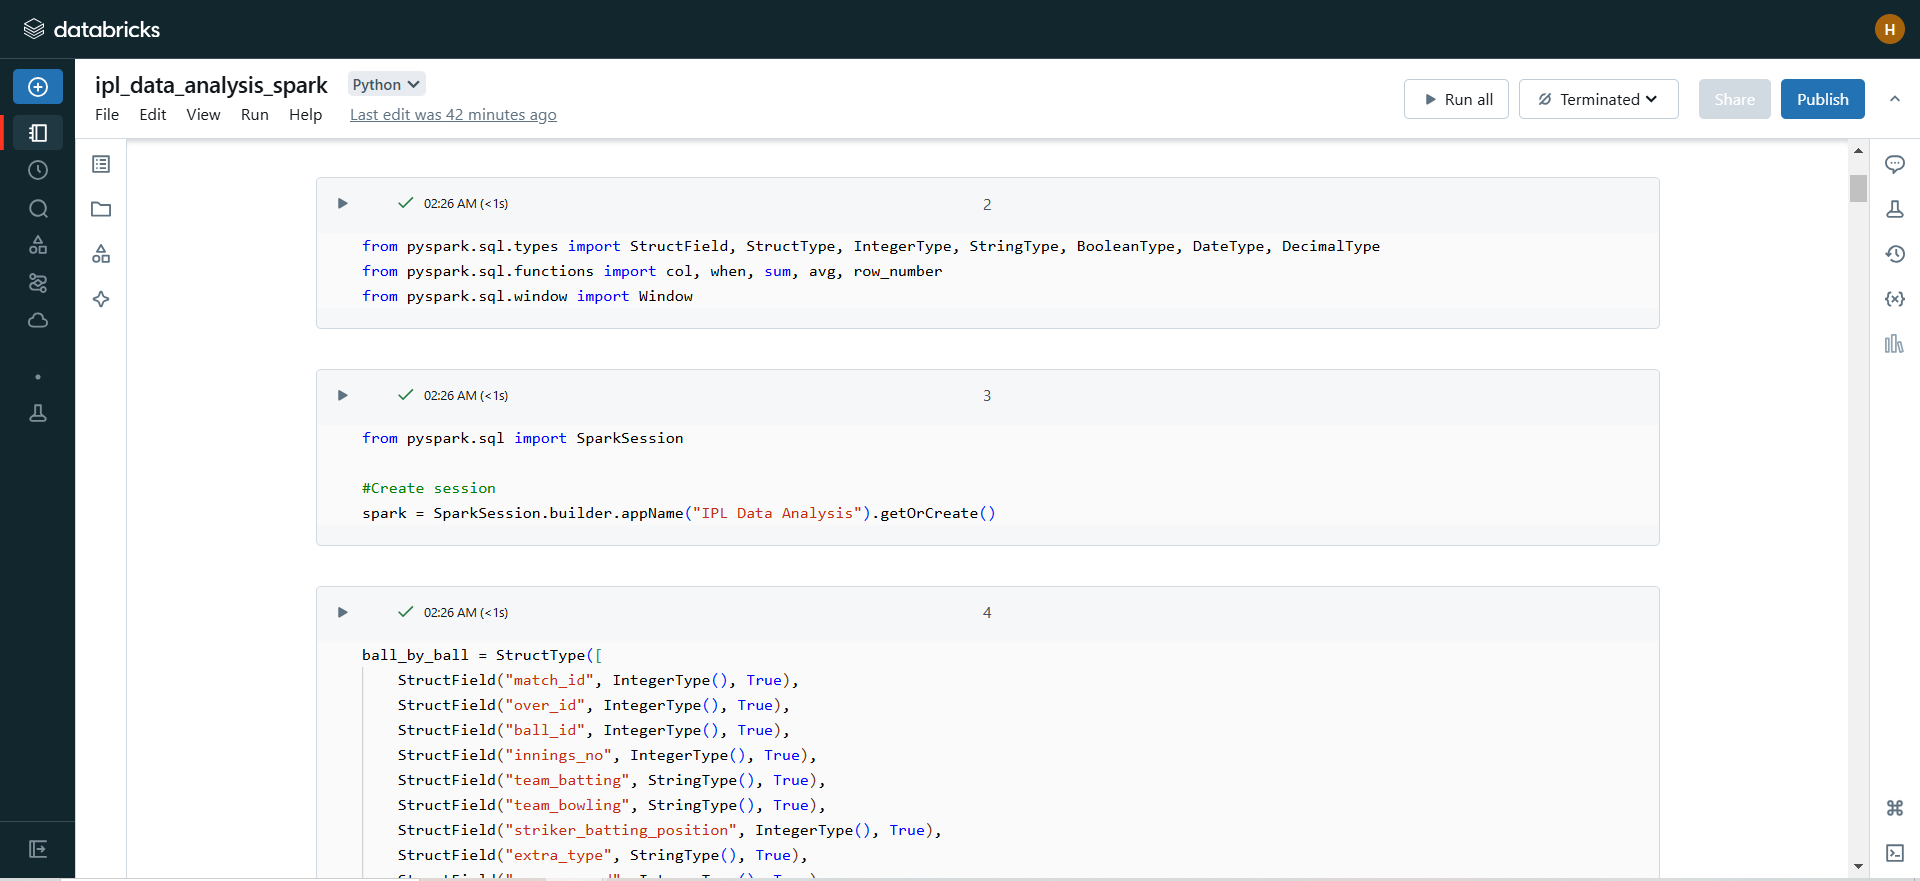 databricks
H
ipl_data_analysis_spark Python
File Edit View Run Help Last edit was 42 minutes ago
Run all Terminated Share Publish
02:26 AM (<1s) 2
from pyspark.sql.types import StructField, StructType, IntegerType, StringType, BooleanType, DateType, DecimalType
from pyspark.sql.functions import col, when, sum, avg, row_number
from pyspark.sql.window import Window
02:26 AM (<1s) 3
from pyspark.sql import SparkSession
#Create session
spark = SparkSession.builder.appName("IPL Data Analysis").getOrCreate()
02:26 AM (<1s) 4
ball_by_ball = StructType([
StructField("match_id", IntegerType(), True),
StructField("over_id", IntegerType(), True),
StructField("ball_id", IntegerType(), True),
StructField("innings_no", IntegerType(), True),
StructField("team_batting", StringType(), True),
StructField("team_bowling", StringType(), True),
StructField("striker_batting_position", IntegerType(), True),
StructField("extra_type", StringType(), True),